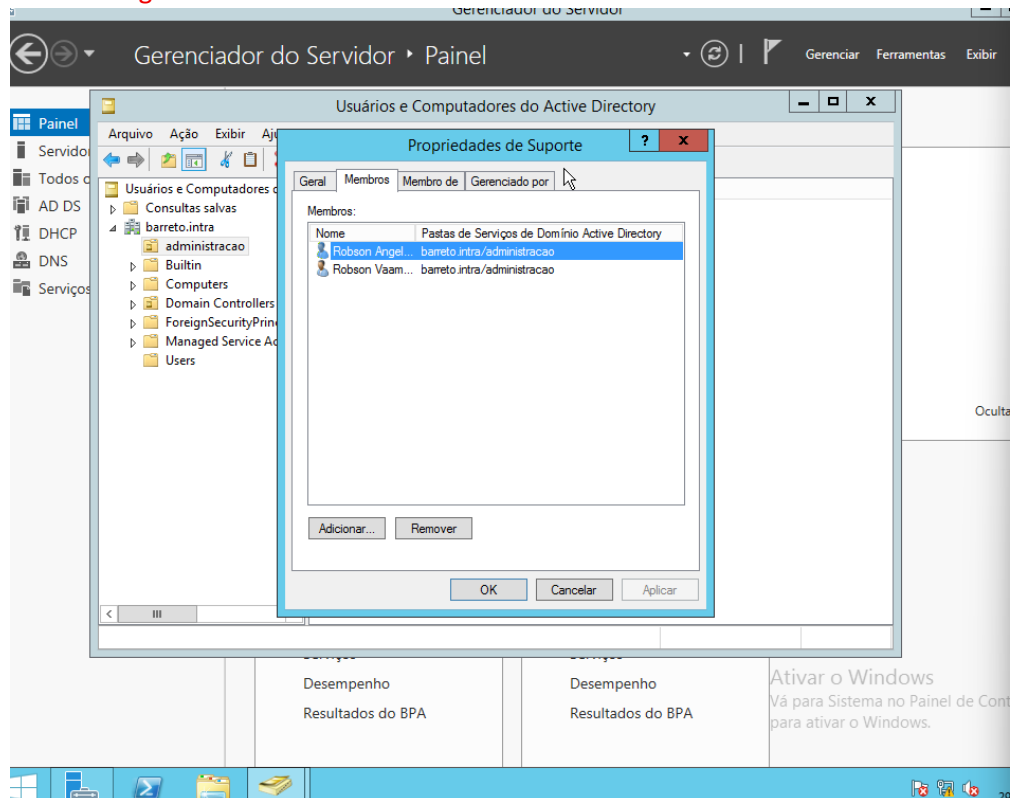 Gerenciador do Servidor
Gerenciador do Servidor • Painel
Gerenciar Ferramentas Exibir
Usuários e Computadores do Active Directory
Painel
Arquivo Ação Exibir
Propriedades de Suporte
Servidor
Todos
AD DS
DHCP
DNS
Serviços
Usuários e Computadores
Consultas salvas
barreto.intra
administracao
Builtin
Computers
Domain Controllers
ForeignSecurityPrin
Managed Service Ac
Users
Geral Membros Membro de Gerenciado por
Membros:
Nome Pastas de Serviços de Domínio Active Directory
Robson Angel... barreto.intra/administracao
Robson Vaam... barreto.intra/administracao
Oculta
Adicionar... Remover
OK Cancelar Aplicar
Desempenho Desempenho
Resultados do BPA Resultados do BPA
Ativar o Windows
Vá para Sistema no Painel de Cont
para ativar o Windows.